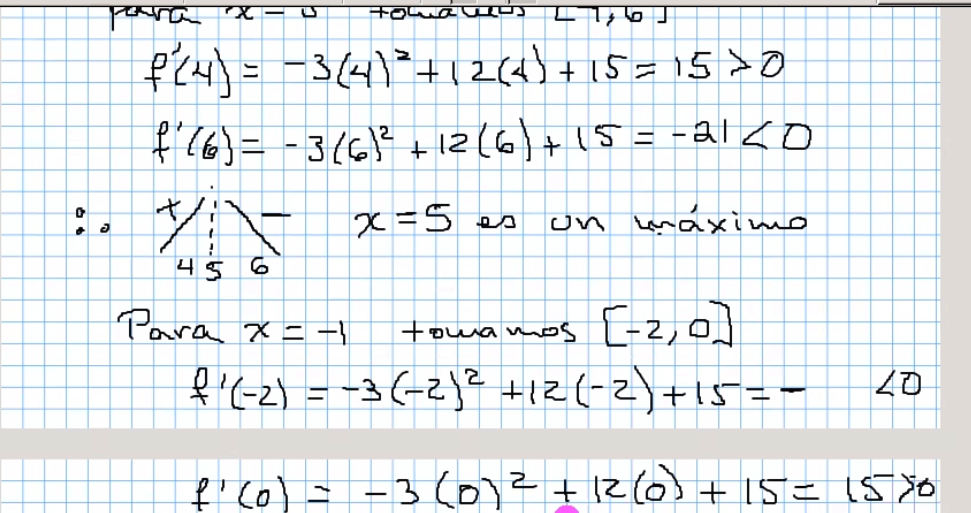 para x = 5 tomamos [4,6]
f'(4) = -3(4)² + 12(4) + 15 = 15 > 0
f'(6) = -3(6)² + 12(6) + 15 = -21 < 0
∴ + - x = 5 es un máximo
4 5 6
Para x = -1 tomamos [-2, 0]
f'(-2) = -3(-2)² + 12(-2) + 15 = - < 0
f'(0) = -3(0)² + 12(0) + 15 = 15 > 0